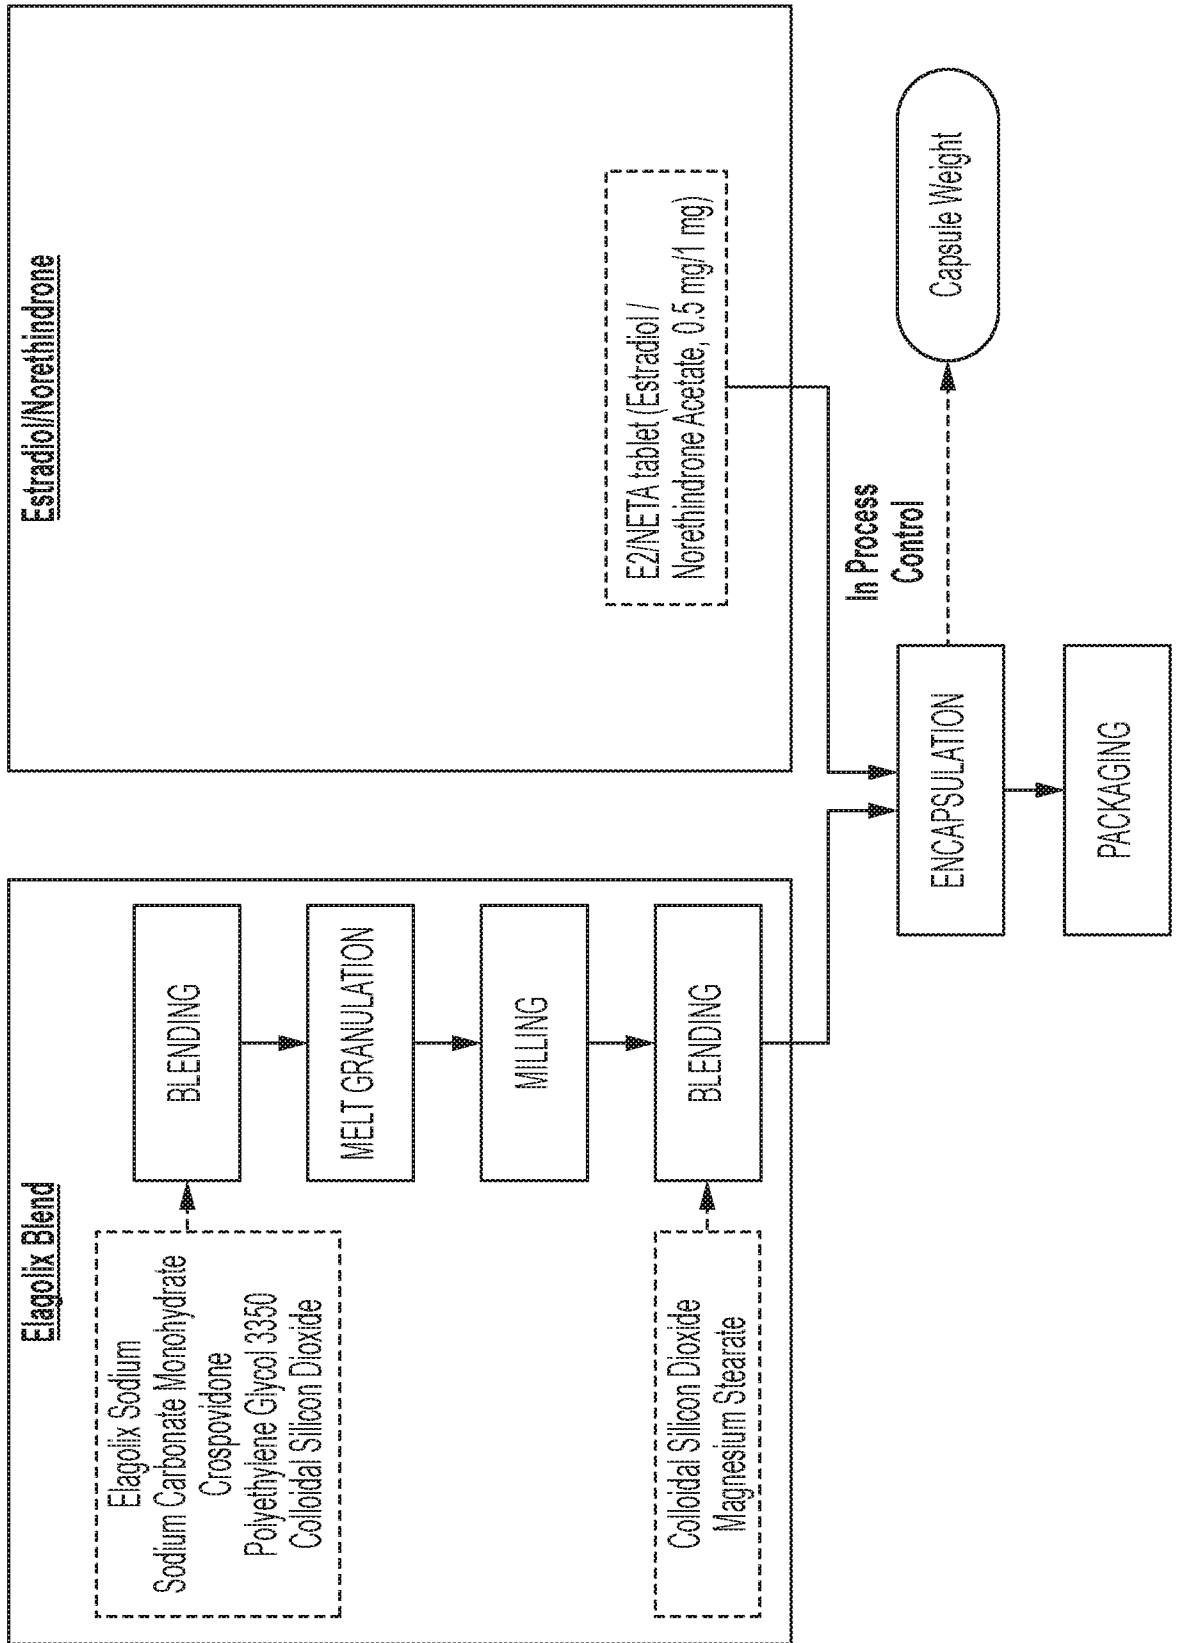 Elagolix Blend
Elagolix Sodium
Sodium Carbonate Monohydrate
Crospovidone
Polyethylene Glycol 3350
Colloidal Silicon Dioxide
BLENDING
MELT GRANULATION
MILLING
Colloidal Silicon Dioxide
Magnesium Stearate
BLENDING
Estradiol/Norethindrone
E2/NETA tablet (Estradiol /
Norethindrone Acetate, 0.5 mg/1 mg)
In Process
Control
ENCAPSULATION
Capsule Weight
PACKAGING